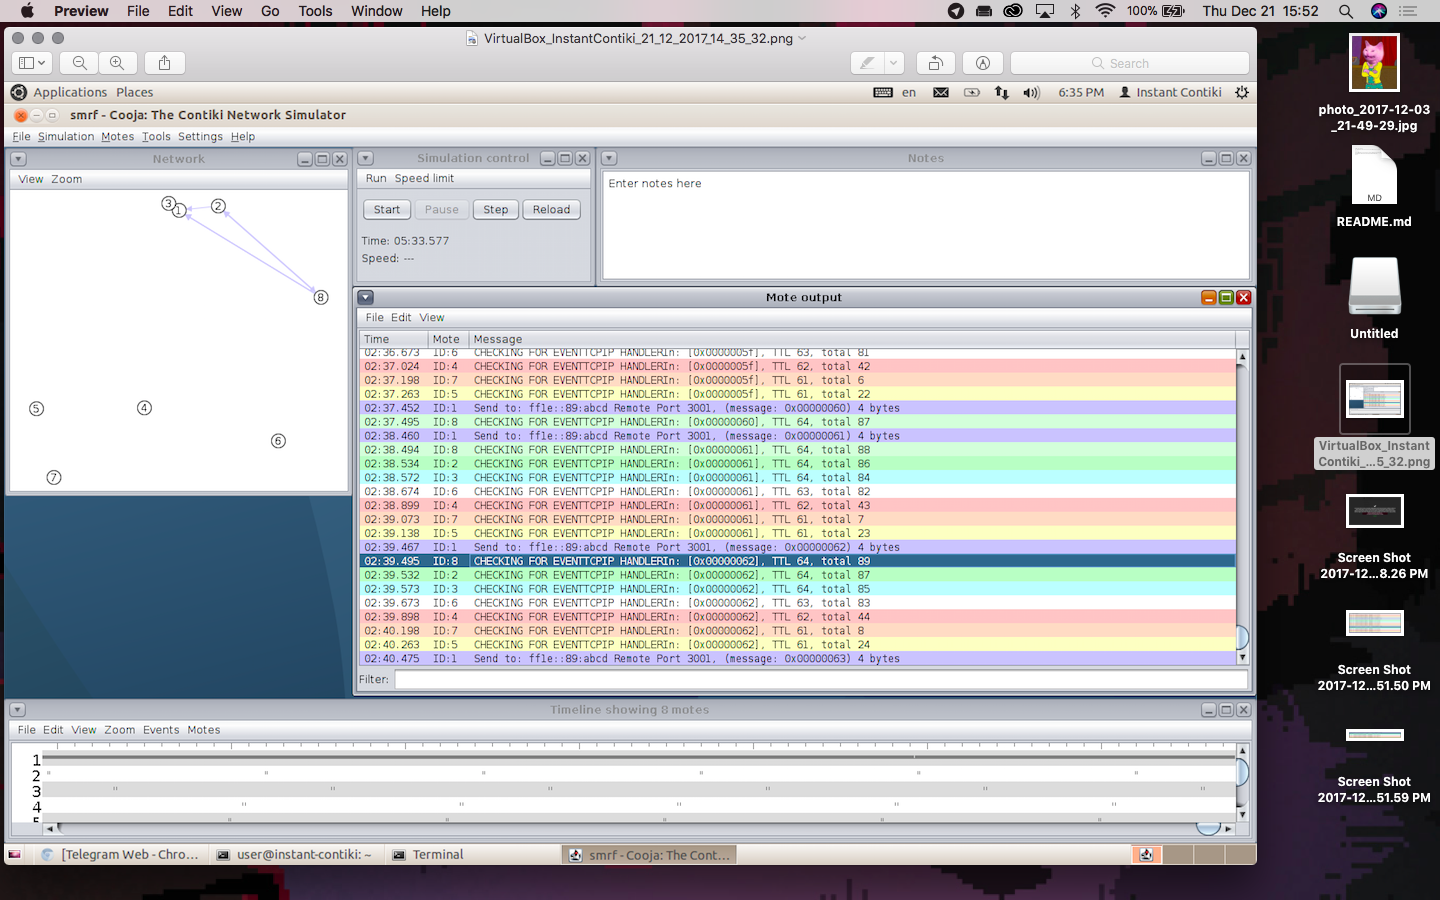 Preview File Edit View Go Tools Window Help 100% Thu Dec 21 15:52
VirtualBox_InstantContiki_21_12_2017_14_35_32.png
Search
Applications Places en 6:35 PM Instant Contiki
smrf - Cooja: The Contiki Network Simulator
File Simulation Motes Tools Settings Help
Network
View Zoom
3 1 2
8
5 4
6
7
Simulation control
Run Speed limit
Start Pause Step Reload
Time: 05:33.577
Speed: ---
Notes
Enter notes here
Mote output
File Edit View
Time Mote Message
02:36.673 ID:6 CHECKING FOR EVENTTCPIP HANDLERIn: [0x0000005f], TTL 63, total 81
02:37.024 ID:4 CHECKING FOR EVENTTCPIP HANDLERIn: [0x0000005f], TTL 62, total 42
02:37.198 ID:7 CHECKING FOR EVENTTCPIP HANDLERIn: [0x0000005f], TTL 61, total 6
02:37.263 ID:5 CHECKING FOR EVENTTCPIP HANDLERIn: [0x0000005f], TTL 61, total 22
02:37.452 ID:1 Send to: ff1e::89:abcd Remote Port 3001, (message: 0x00000060) 4 bytes
02:37.495 ID:8 CHECKING FOR EVENTTCPIP HANDLERIn: [0x00000060], TTL 64, total 87
02:38.460 ID:1 Send to: ff1e::89:abcd Remote Port 3001, (message: 0x00000061) 4 bytes
02:38.494 ID:8 CHECKING FOR EVENTTCPIP HANDLERIn: [0x00000061], TTL 64, total 88
02:38.534 ID:2 CHECKING FOR EVENTTCPIP HANDLERIn: [0x00000061], TTL 64, total 86
02:38.572 ID:3 CHECKING FOR EVENTTCPIP HANDLERIn: [0x00000061], TTL 64, total 84
02:38.674 ID:6 CHECKING FOR EVENTTCPIP HANDLERIn: [0x00000061], TTL 63, total 82
02:38.899 ID:4 CHECKING FOR EVENTTCPIP HANDLERIn: [0x00000061], TTL 62, total 43
02:39.073 ID:7 CHECKING FOR EVENTTCPIP HANDLERIn: [0x00000061], TTL 61, total 7
02:39.138 ID:5 CHECKING FOR EVENTTCPIP HANDLERIn: [0x00000061], TTL 61, total 23
02:39.467 ID:1 Send to: ff1e::89:abcd Remote Port 3001, (message: 0x00000062) 4 bytes
02:39.495 ID:8 CHECKING FOR EVENTTCPIP HANDLERIn: [0x00000062], TTL 64, total 89
02:39.532 ID:2 CHECKING FOR EVENTTCPIP HANDLERIn: [0x00000062], TTL 64, total 87
02:39.573 ID:3 CHECKING FOR EVENTTCPIP HANDLERIn: [0x00000062], TTL 64, total 85
02:39.673 ID:6 CHECKING FOR EVENTTCPIP HANDLERIn: [0x00000062], TTL 63, total 83
02:39.898 ID:4 CHECKING FOR EVENTTCPIP HANDLERIn: [0x00000062], TTL 62, total 44
02:40.198 ID:7 CHECKING FOR EVENTTCPIP HANDLERIn: [0x00000062], TTL 61, total 8
02:40.263 ID:5 CHECKING FOR EVENTTCPIP HANDLERIn: [0x00000062], TTL 61, total 24
02:40.475 ID:1 Send to: ff1e::89:abcd Remote Port 3001, (message: 0x00000063) 4 bytes
Filter:
Timeline showing 8 motes
File Edit View Zoom Events Motes
1
2
3
4
5
[Telegram Web - Chro... user@instant-contiki: ~ Terminal smrf - Cooja: The Cont...
photo_2017-12-03
_21-49-29.jpg
MD
README.md
Untitled
VirtualBox_Instant
Contiki_...5_32.png
Screen Shot
2017-12...8.26 PM
Screen Shot
2017-12...51.50 PM
Screen Shot
2017-12...51.59 PM